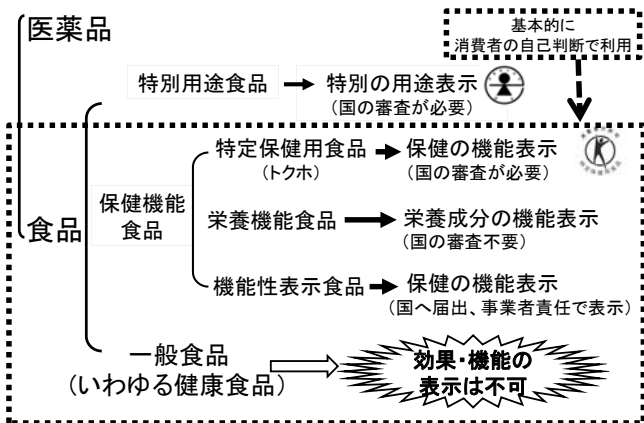 医薬品
基本的に
消費者の自己判断で利用
特別用途食品
特別の用途表示
(国の審査が必要)
食品
保健機能
食品
特定保健用食品
(トクホ)
保健の機能表示
(国の審査が必要)
栄養機能食品
栄養成分の機能表示
(国の審査不要)
機能性表示食品
保健の機能表示
(国へ届出、事業者責任で表示)
一般食品
(いわゆる健康食品)
効果・機能の
表示は不可